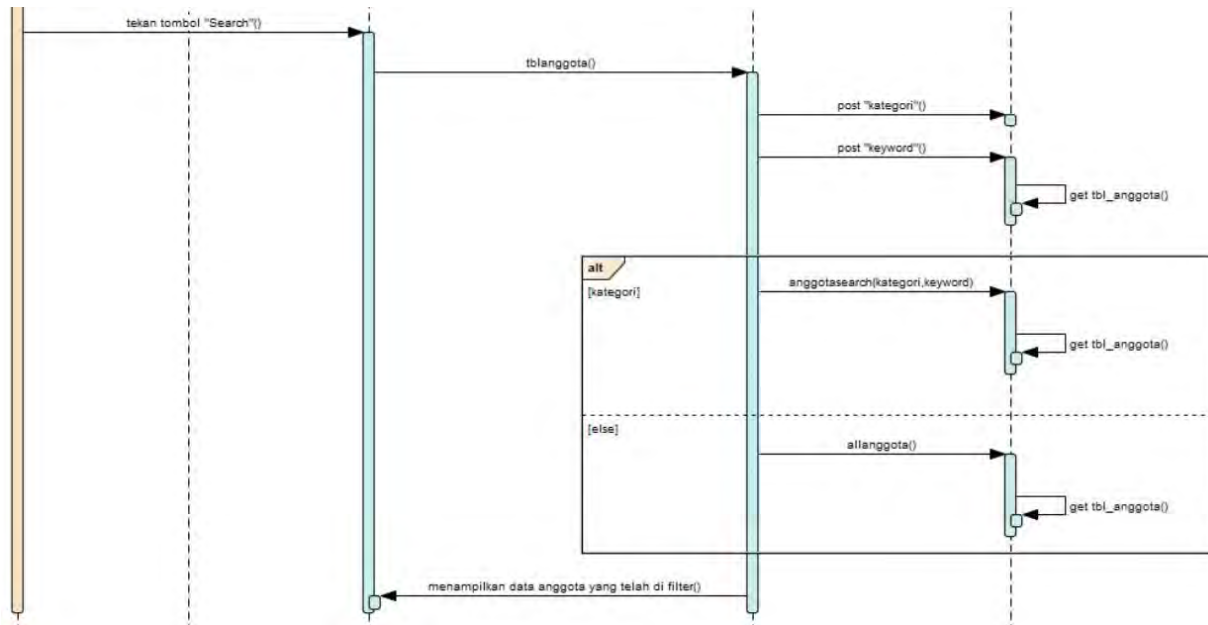 tekan tombol "Search"()
tblanggota()
post "kategori"()
post "keyword"()
get tbl_anggota()
alt
[kategori]
anggotasearch(kategori,keyword)
get tbl_anggota()
[else]
allanggota()
get tbl_anggota()
menampilkan data anggota yang telah di filter()